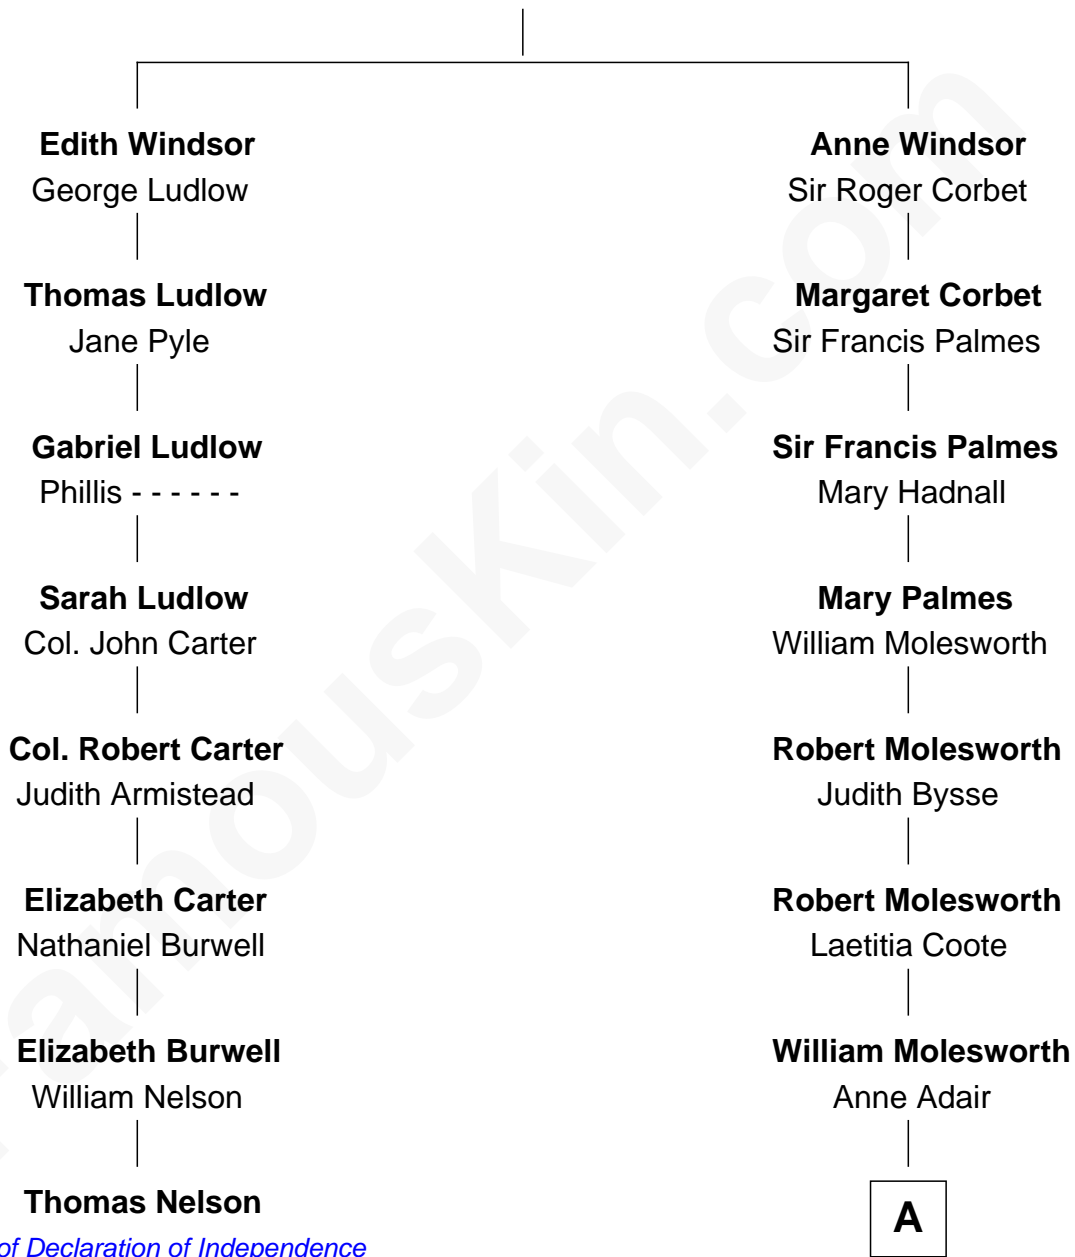 Edith Windsor
George Ludlow
Thomas Ludlow
Jane Pyle
Gabriel Ludlow
Phillis - - - - - -
Sarah Ludlow
Col. John Carter
Col. Robert Carter
Judith Armistead
Elizabeth Carter
Nathaniel Burwell
Elizabeth Burwell
William Nelson
Thomas Nelson
of Declaration of Independence
Anne Windsor
Sir Roger Corbet
Margaret Corbet
Sir Francis Palmes
Sir Francis Palmes
Mary Hadnall
Mary Palmes
William Molesworth
Robert Molesworth
Judith Bysse
Robert Molesworth
Laetitia Coote
William Molesworth
Anne Adair
A
FamousKin.com